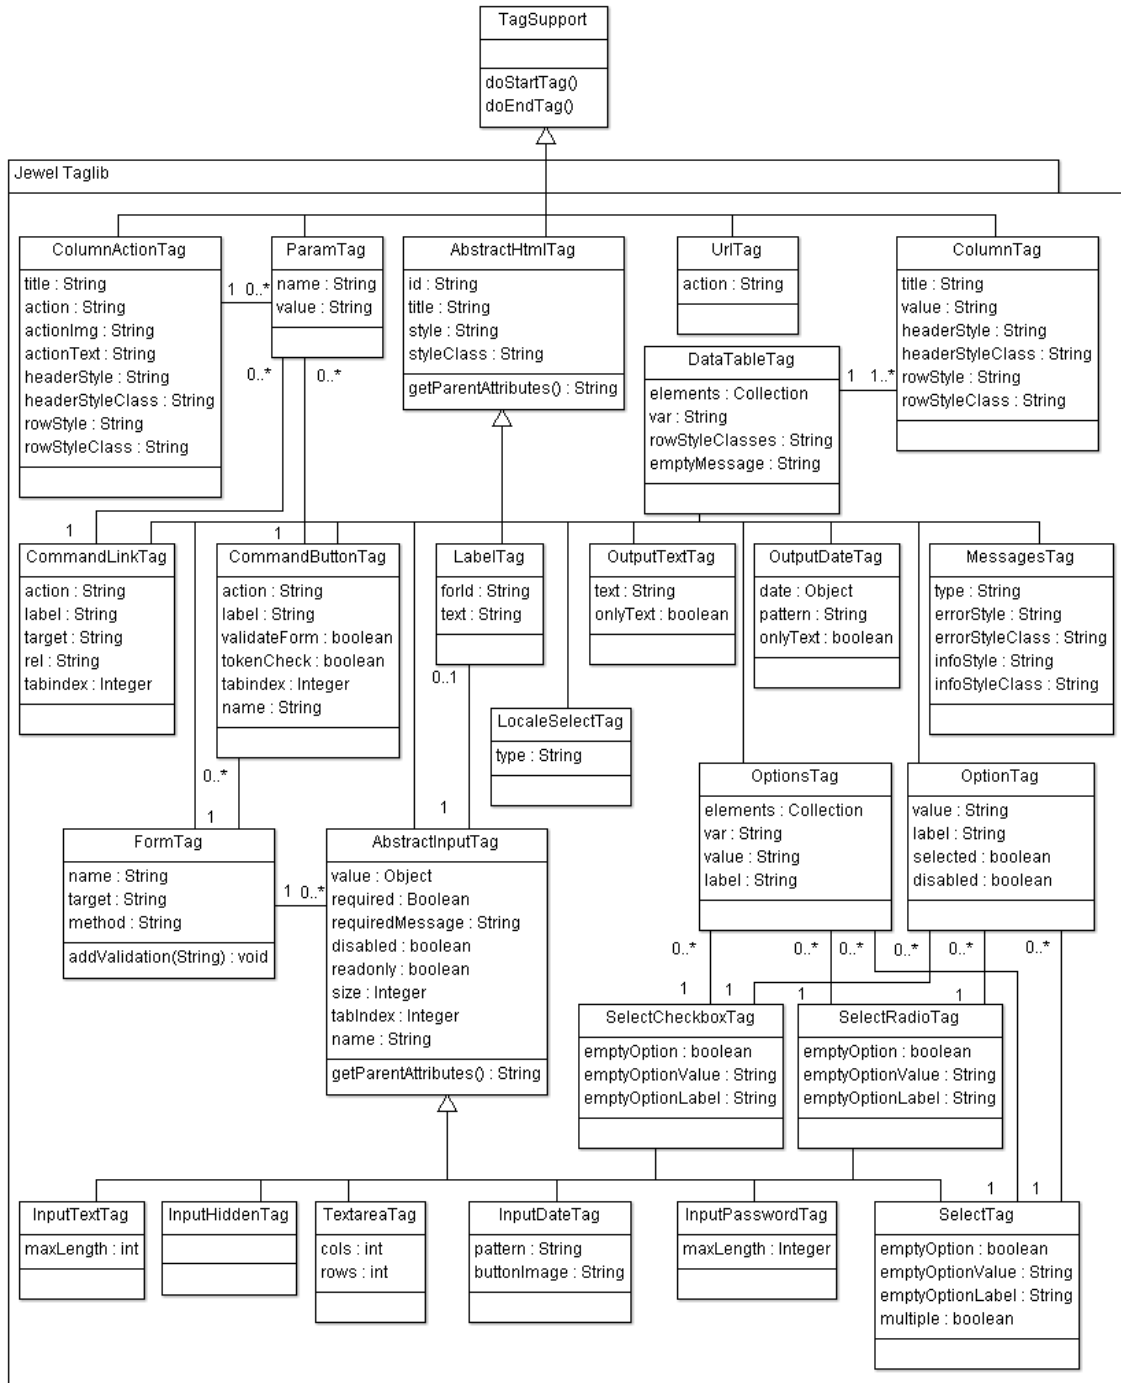 TagSupport
doStartTag()
doEndTag()
Jewel Taglib
ColumnActionTag
title : String
action : String
actionImg : String
actionText : String
headerStyle : String
headerStyleClass : String
rowStyle : String
rowStyleClass : String
1 0..*
ParamTag
name : String
value : String
0..*
0..*
AbstractHtmlTag
id : String
title : String
style : String
styleClass : String
getParentAttributes() : String
UrlTag
action : String
DataTableTag
elements : Collection
var : String
rowStyleClasses : String
emptyMessage : String
1 1..*
ColumnTag
title : String
value : String
headerStyle : String
headerStyleClass : String
rowStyle : String
rowStyleClass : String
1
CommandLinkTag
action : String
label : String
target : String
rel : String
tabindex : Integer
1
CommandButtonTag
action : String
label : String
validateForm : boolean
tokenCheck : boolean
tabindex : Integer
name : String
LabelTag
forId : String
text : String
0..1
OutputTextTag
text : String
onlyText : boolean
OutputDateTag
date : Object
pattern : String
onlyText : boolean
MessagesTag
type : String
errorStyle : String
errorStyleClass : String
infoStyle : String
infoStyleClass : String
LocaleSelectTag
type : String
0..*
1
1
FormTag
name : String
target : String
method : String
addValidation(String) : void
1 0..*
AbstractInputTag
value : Object
required : Boolean
requiredMessage : String
disabled : boolean
readonly : boolean
size : Integer
tabIndex : Integer
name : String
getParentAttributes() : String
OptionsTag
elements : Collection
var : String
value : String
label : String
OptionTag
value : String
label : String
selected : boolean
disabled : boolean
0..* 0..* 0..* 0..* 0..* 0..*
1 1 1 1
SelectCheckboxTag
emptyOption : boolean
emptyOptionValue : String
emptyOptionLabel : String
SelectRadioTag
emptyOption : boolean
emptyOptionValue : String
emptyOptionLabel : String
1 1
InputTextTag
maxLength : int
InputHiddenTag
TextareaTag
cols : int
rows : int
InputDateTag
pattern : String
buttonImage : String
InputPasswordTag
maxLength : Integer
SelectTag
emptyOption : boolean
emptyOptionValue : String
emptyOptionLabel : String
multiple : boolean